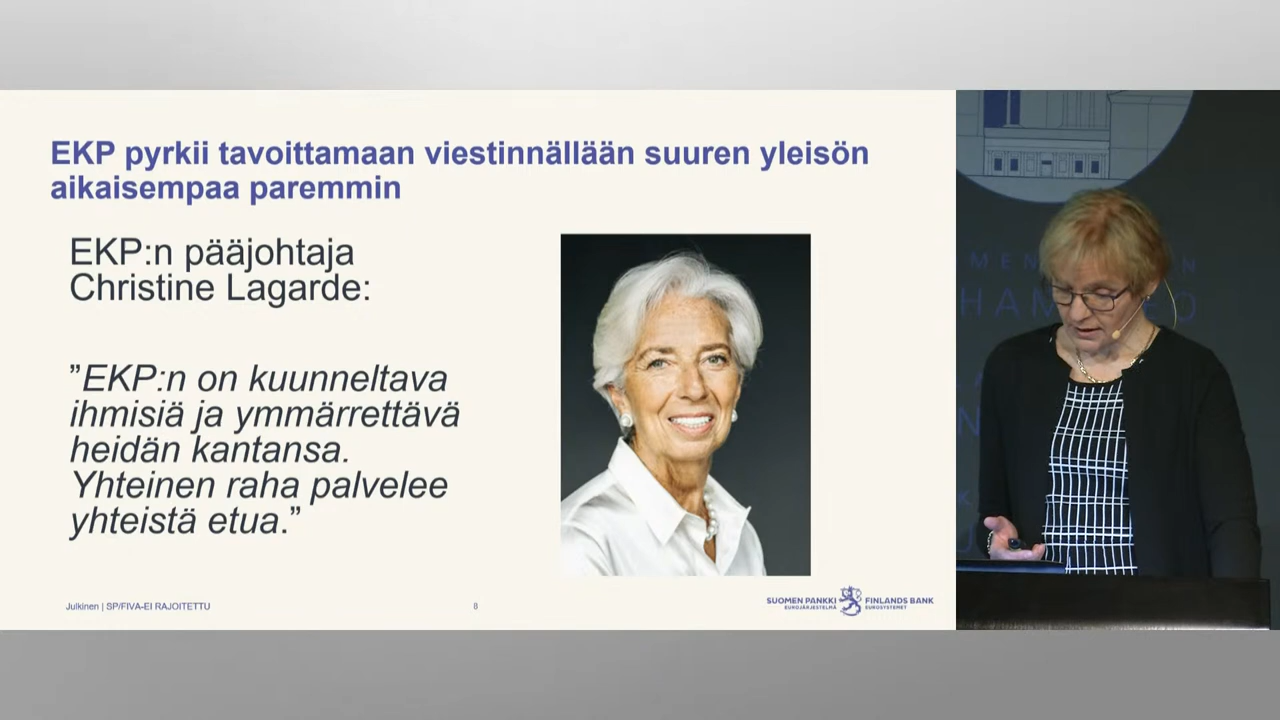 EKP pyrkii tavoittamaan viestinnällään suuren yleisön
aikaisempaa paremmin
EKP:n pääjohtaja
Christine Lagarde:
”EKP:n on kuunneltava
ihmisiä ja ymmärrettävä
heidän kantansa.
Yhteinen raha palvelee
yhteistä etua.”
Julkinen | SP/FIVA-EI RAJOITETTU
8
SUOMEN PANKKI
EUROJÄRJESTELMÄ
FINLANDS BANK
EUROSYSTEMET